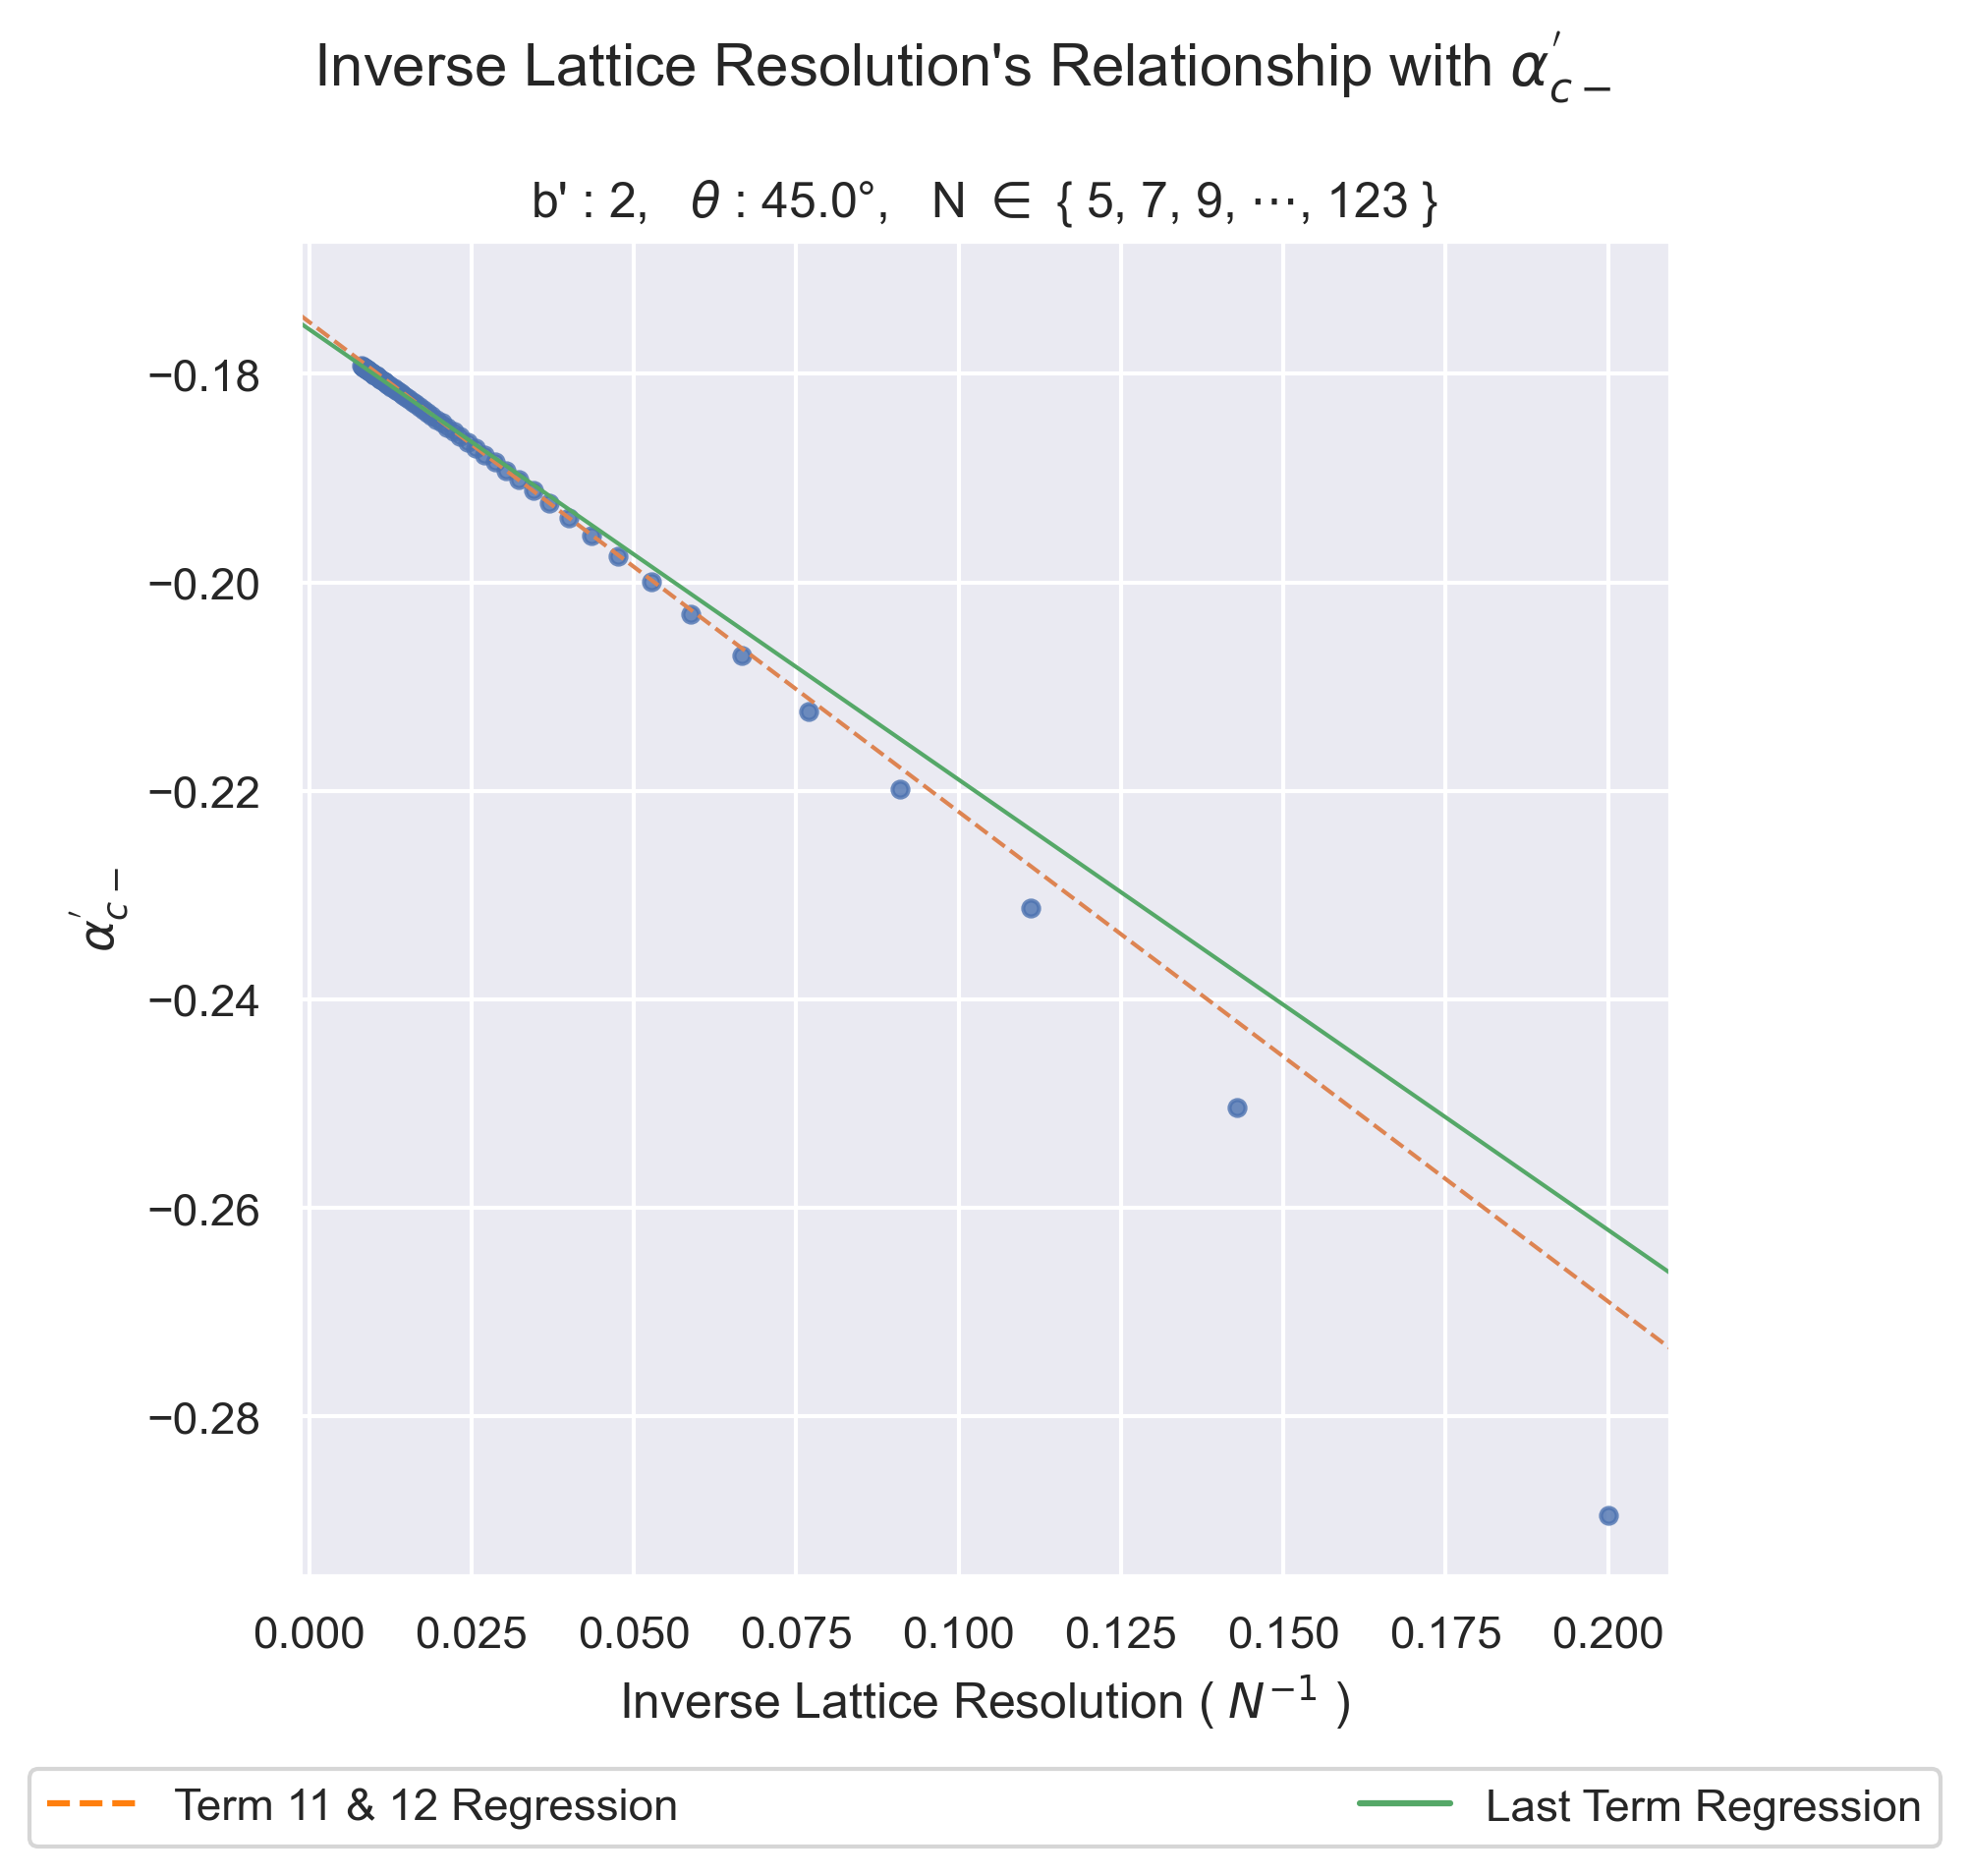 Inverse Lattice Resolution's Relationship with α′c−
b' : 2, θ : 45.0°, N ∈ { 5, 7, 9, ⋯, 123 }
−0.18
−0.20
−0.22
α′c−
−0.24
−0.26
−0.28
0.000 0.025 0.050 0.075 0.100 0.125 0.150 0.175 0.200
Inverse Lattice Resolution ( N⁻¹ )
Term 11 & 12 Regression Last Term Regression